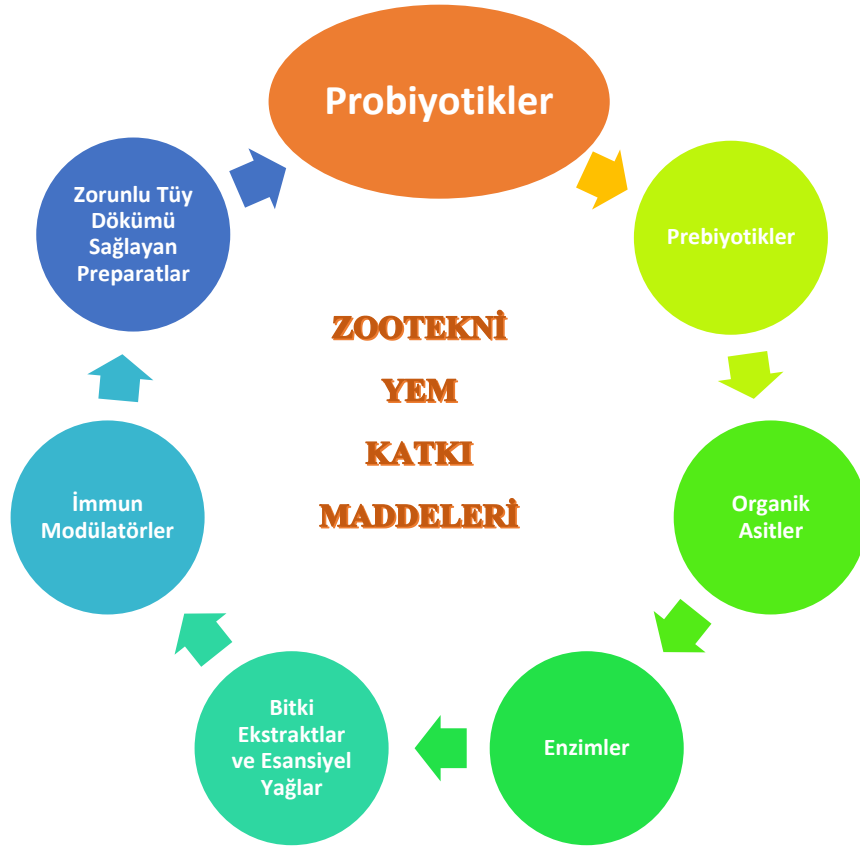 Probiyotikler
Prebiyotikler
Organik
Asitler
Enzimler
Bitki
Ekstraktlar
ve Esansiyel
Yağlar
İmmun
Modülatörler
Zorunlu Tüy
Dökümü
Sağlayan
Preparatlar
ZOOTEKNİ
YEM
KATKI
MADDELERİ